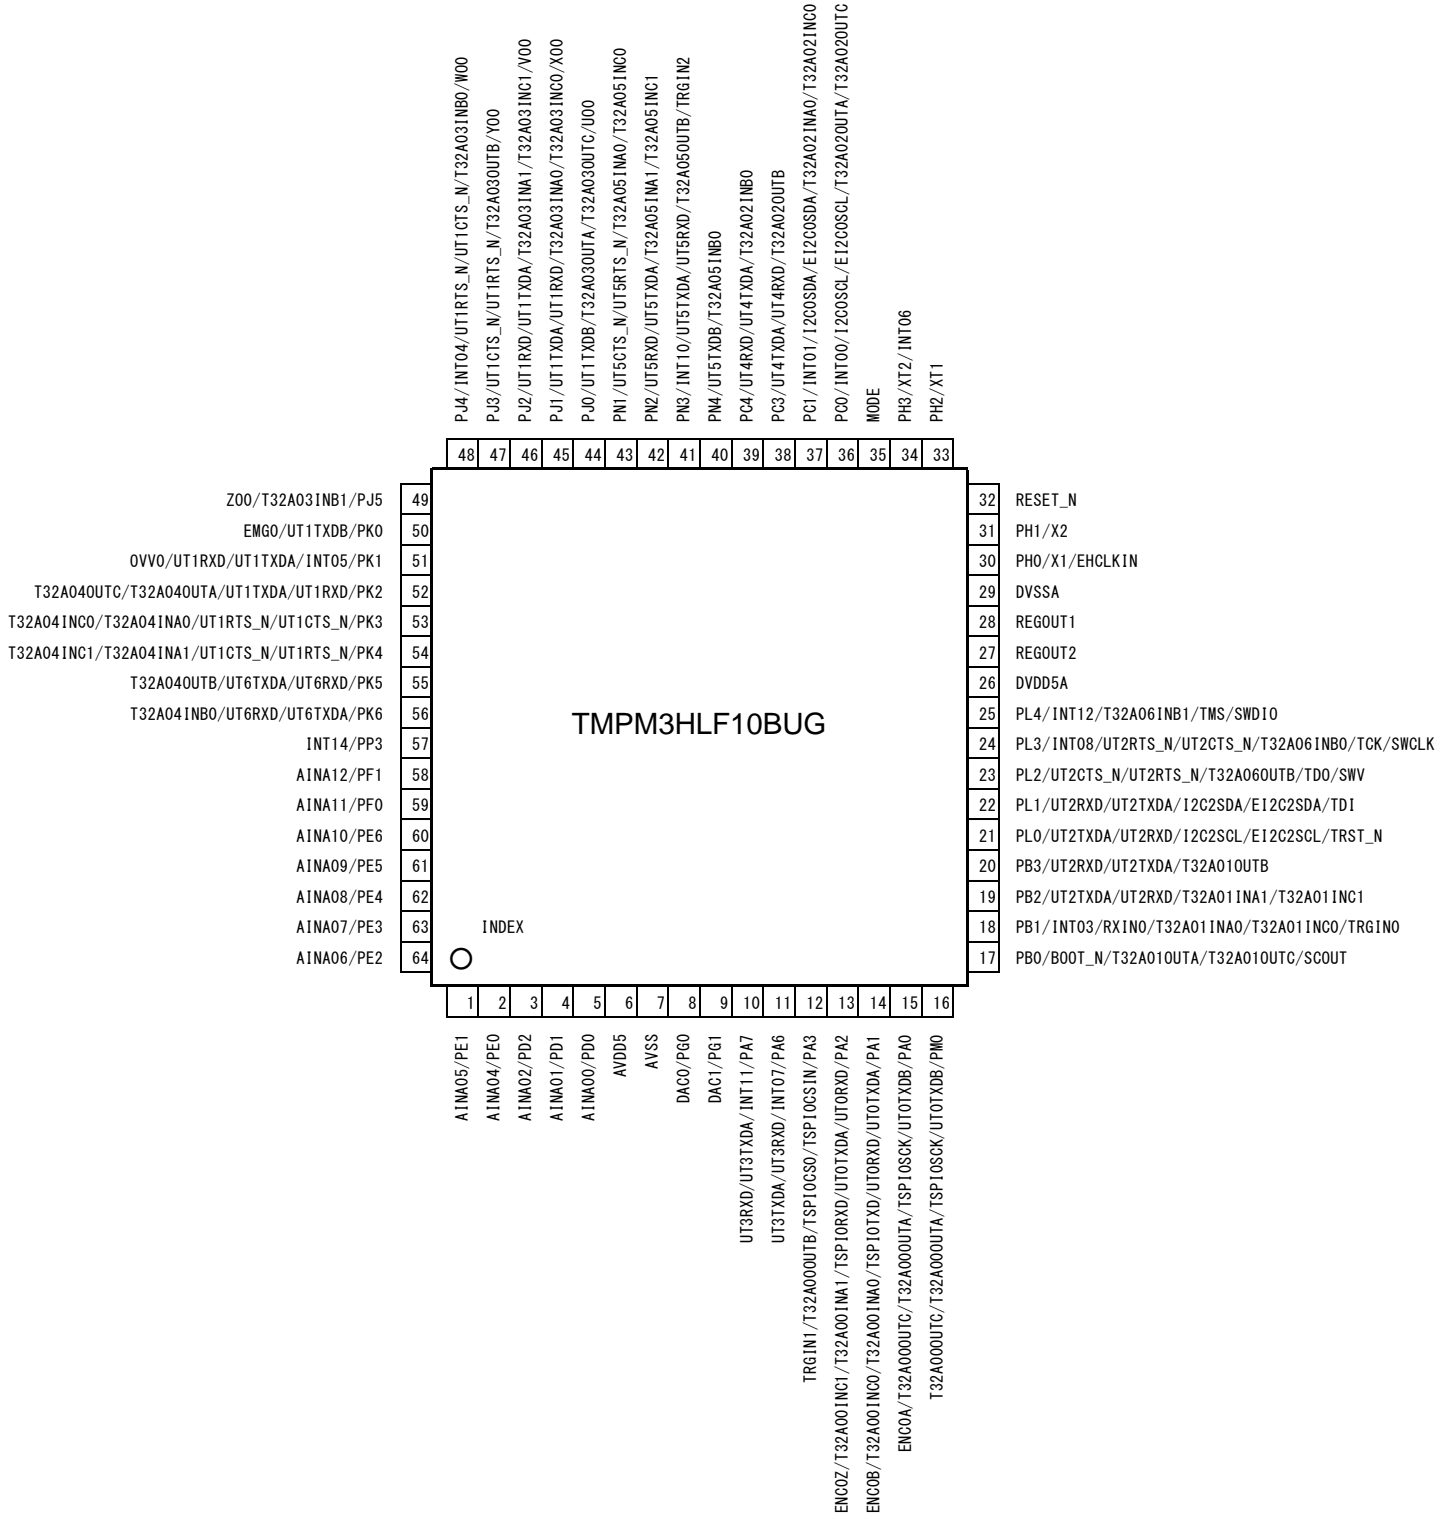 PJ4/INT04/UT1RTS_N/UT1CTS_N/T32A03INB0/WO0
PJ3/UT1CTS_N/UT1RTS_N/T32A03OUTB/YO0
PJ2/UT1RXD/UT1TXDA/T32A03INA1/T32A03INC1/VO0
PJ1/UT1TXDA/UT1RXD/T32A03INA0/T32A03INC0/XO0
PJ0/UT1TXDB/T32A03OUTA/T32A03OUTC/UO0
PN1/UT5CTS_N/UT5RTS_N/T32A05INA0/T32A05INC0
PN2/UT5RXD/UT5TXDA/T32A05INA1/T32A05INC1
PN3/INT10/UT5TXDA/UT5RXD/T32A05OUTB/TRGIN2
PN4/UT5TXDB/T32A05INB0
PC4/UT4RXD/UT4TXDA/T32A02INB0
PC3/UT4TXDA/UT4RXD/T32A02OUTB
PC1/INT01/I2C0SDA/EI2C0SDA/T32A02INA0/T32A02INC0
PC0/INT00/I2C0SCL/EI2C0SCL/T32A02OUTA/T32A02OUTC
MODE
PH3/XT2/INT06
PH2/XT1
48 47 46 45 44 43 42 41 40 39 38 37 36 35 34 33
ZO0/T32A03INB1/PJ5 49
EMG0/UT1TXDB/PK0 50
OVV0/UT1RXD/UT1TXDA/INT05/PK1 51
T32A04OUTC/T32A04OUTA/UT1TXDA/UT1RXD/PK2 52
T32A04INC0/T32A04INA0/UT1RTS_N/UT1CTS_N/PK3 53
T32A04INC1/T32A04INA1/UT1CTS_N/UT1RTS_N/PK4 54
T32A04OUTB/UT6TXDA/UT6RXD/PK5 55
T32A04INB0/UT6RXD/UT6TXDA/PK6 56
INT14/PP3 57
AINA12/PF1 58
AINA11/PF0 59
AINA10/PE6 60
AINA09/PE5 61
AINA08/PE4 62
AINA07/PE3 63
AINA06/PE2 64
TMPM3HLF10BUG
INDEX
32 RESET_N
31 PH1/X2
30 PH0/X1/EHCLKIN
29 DVSSA
28 REGOUT1
27 REGOUT2
26 DVDD5A
25 PL4/INT12/T32A06INB1/TMS/SWDIO
24 PL3/INT08/UT2RTS_N/UT2CTS_N/T32A06INB0/TCK/SWCLK
23 PL2/UT2CTS_N/UT2RTS_N/T32A06OUTB/TDO/SWV
22 PL1/UT2RXD/UT2TXDA/I2C2SDA/EI2C2SDA/TDI
21 PL0/UT2TXDA/UT2RXD/I2C2SCL/EI2C2SCL/TRST_N
20 PB3/UT2RXD/UT2TXDA/T32A01OUTB
19 PB2/UT2TXDA/UT2RXD/T32A01INA1/T32A01INC1
18 PB1/INT03/RXIN0/T32A01INA0/T32A01INC0/TRGIN0
17 PB0/BOOT_N/T32A01OUTA/T32A01OUTC/SCOUT
1 2 3 4 5 6 7 8 9 10 11 12 13 14 15 16
AINA05/PE1
AINA04/PE0
AINA02/PD2
AINA01/PD1
AINA00/PD0
AVDD5
AVSS
DAC0/PG0
DAC1/PG1
UT3RXD/UT3TXDA/INT11/PA7
UT3TXDA/UT3RXD/INT07/PA6
TRGIN1/T32A00OUTB/TSPI0CS0/TSPI0CSIN/PA3
ENC0Z/T32A00INC1/T32A00INA1/TSPI0RXD/UT0TXDA/UT0RXD/PA2
ENC0B/T32A00INC0/T32A00INA0/TSPI0TXD/UT0RXD/UT0TXDA/PA1
ENC0A/T32A00OUTC/T32A00OUTA/TSPI0SCK/UT0TXDB/PA0
T32A00OUTC/T32A00OUTA/TSPI0SCK/UT0TXDB/PM0